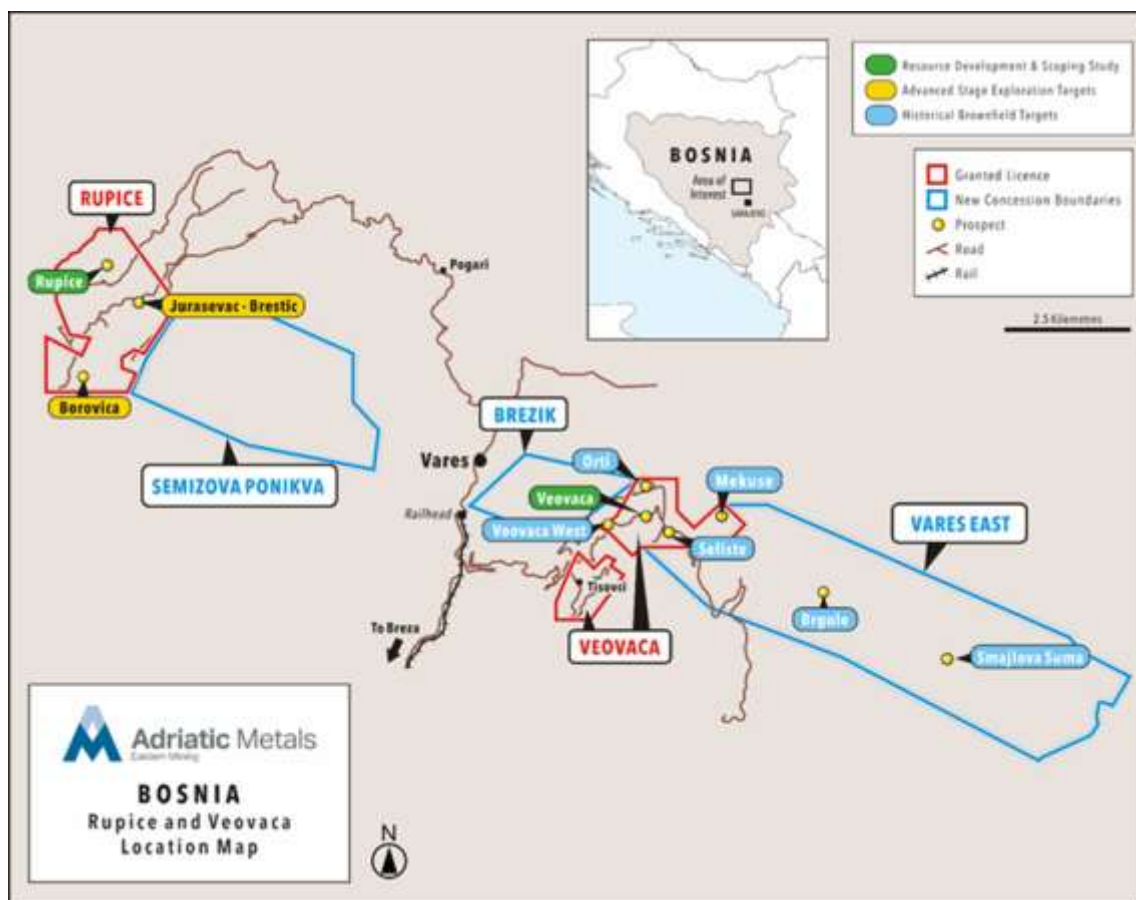 Resource Development & Scoping Study
Advanced Stage Exploration Targets
Historical Brownfield Targets
BOSNIA
Area of
Interest
SARAJEVO
Granted Licence
New Concession Boundaries
Prospect
Road
Rail
2.5 Kilometres
RUPICE
Rupice
Pogari
Jurasevac - Brestic
Borovica
SEMIZOVA PONIKVA
BREZIK
Vares
Orti
Mekuse
Veovaca
Railhead
Veovaca West
Seliste
VARES EAST
Tisovci
Brgule
To Breza
VEOVACA
Smajlova Suma
Adriatic Metals
Eastern Mining
BOSNIA
Rupice and Veovaca
Location Map
N